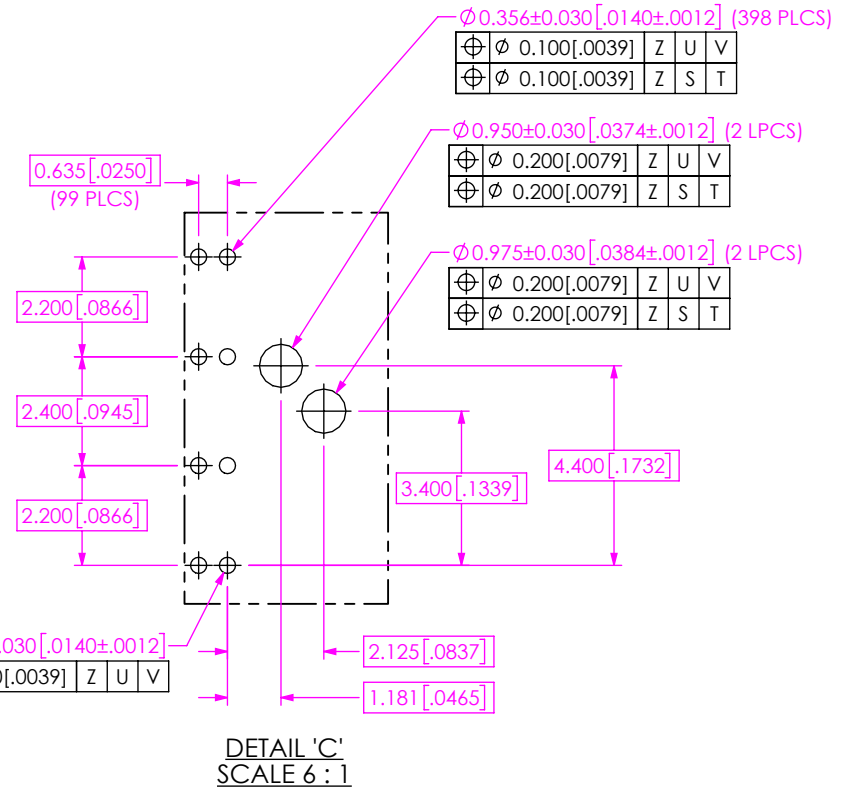 Ø0.356±0.030[.0140±.0012] (398 PLCS)
⌖ Ø 0.100[.0039] Z U V
⌖ Ø 0.100[.0039] Z S T
Ø0.950±0.030[.0374±.0012] (2 LPCS)
⌖ Ø 0.200[.0079] Z U V
⌖ Ø 0.200[.0079] Z S T
0.635[.0250]
(99 PLCS)
Ø0.975±0.030[.0384±.0012] (2 LPCS)
⌖ Ø 0.200[.0079] Z U V
⌖ Ø 0.200[.0079] Z S T
2.200[.0866]
2.400[.0945]
4.400[.1732]
3.400[.1339]
2.200[.0866]
.030[.0140±.0012]
[.0039] Z U V
2.125[.0837]
1.181[.0465]
DETAIL 'C'
SCALE 6 : 1